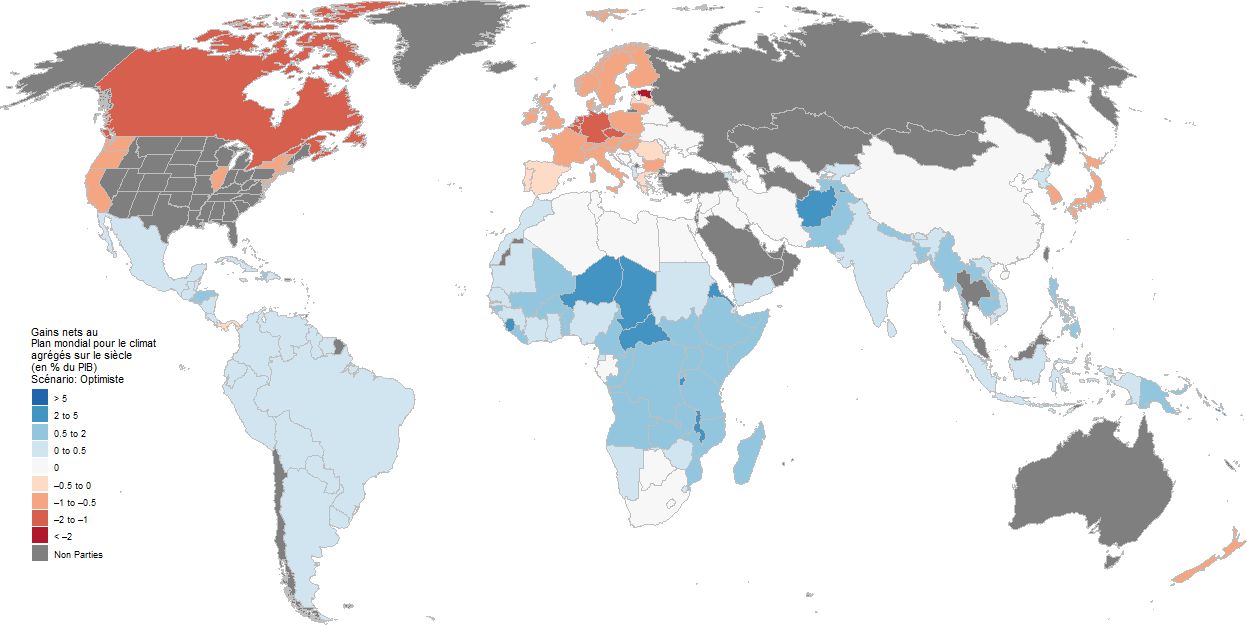 Gains nets au
Plan mondial pour le climat
agrégés sur le siècle
(en % du PIB)
Scénario: Optimiste
> 5
2 to 5
0.5 to 2
0 to 0.5
0
–0.5 to 0
–1 to –0.5
–2 to –1
< –2
Non Parties